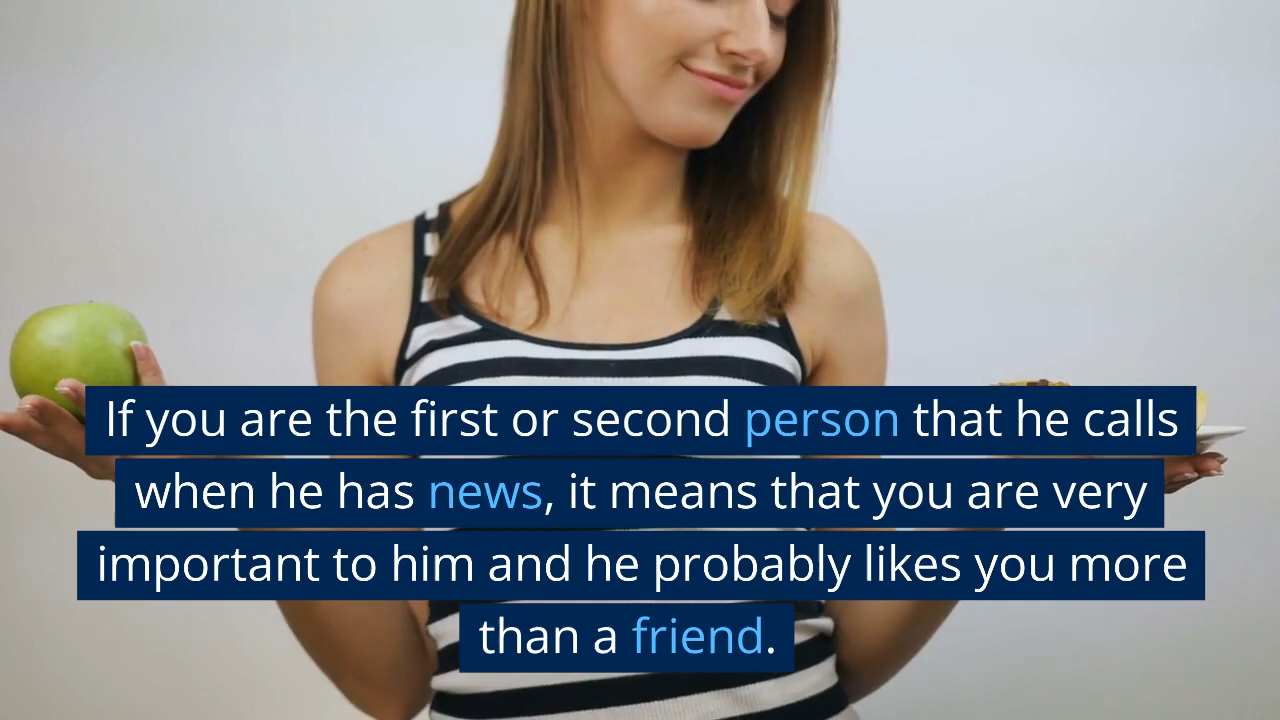 If you are the first or second person that he calls
when he has news, it means that you are very
important to him and he probably likes you more
than a friend.